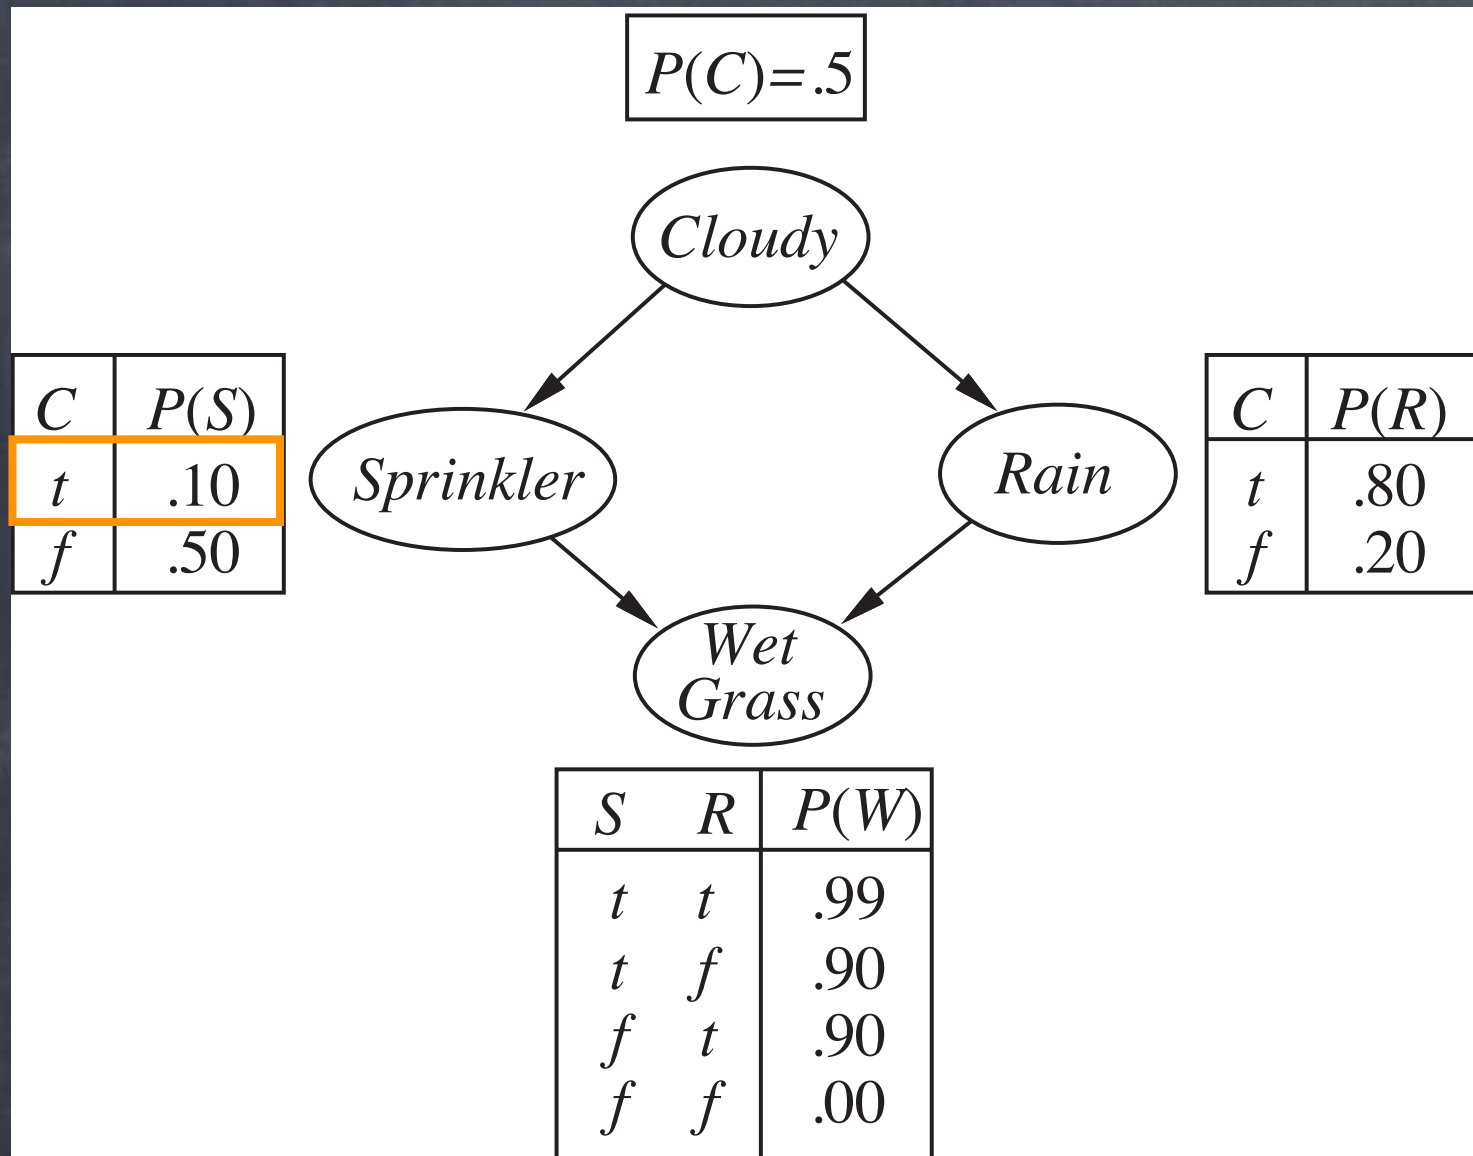 P(C)= .5
Cloudy
C P(S)
t .10
f .50
Sprinkler
Rain
C P(R)
t .80
f .20
Wet
Grass
S R P(W)
t t .99
t f .90
f t .90
f f .00